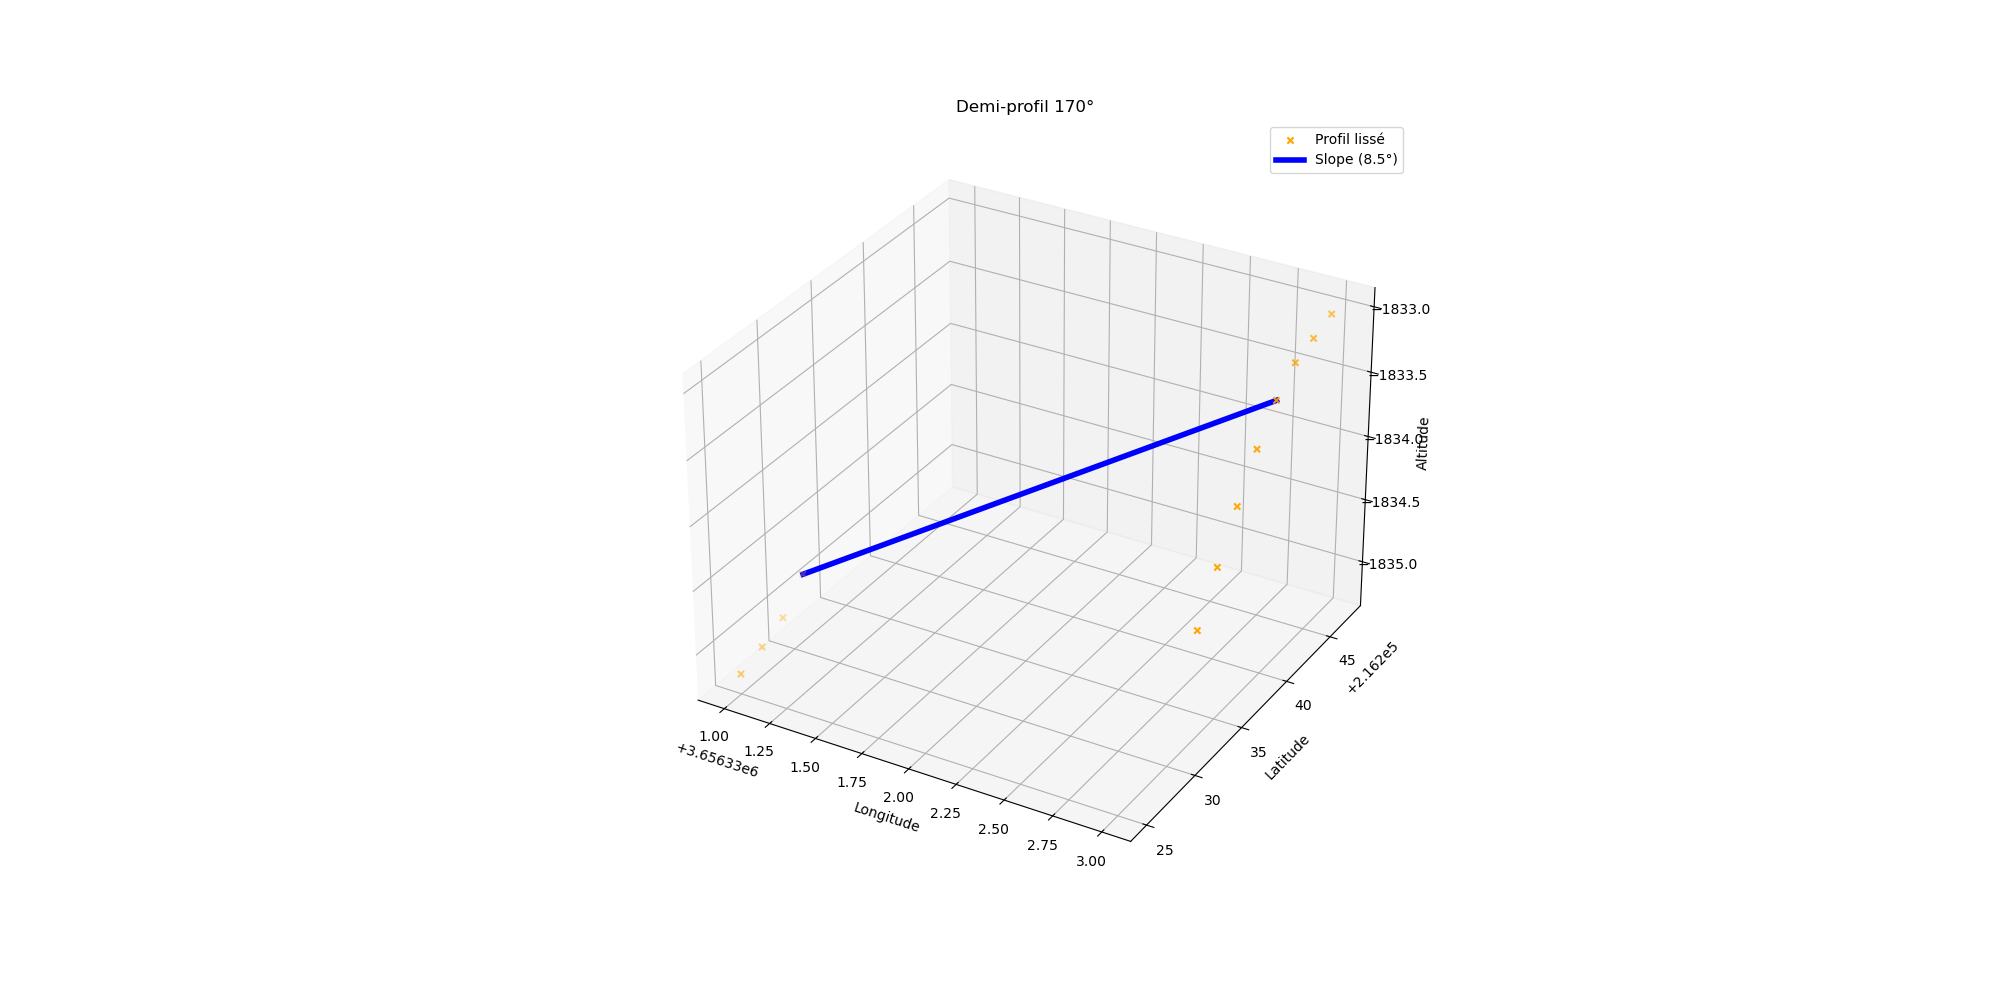 Demi-profil 170°
Profil lissé
Slope (8.5°)
−1833.0
−1833.5
−1834.0
−1834.5
−1835.0
Altitude
45
40
35
30
25
+2.162e5
Latitude
1.00
1.25
1.50
1.75
2.00
2.25
2.50
2.75
3.00
+3.65633e6
Longitude